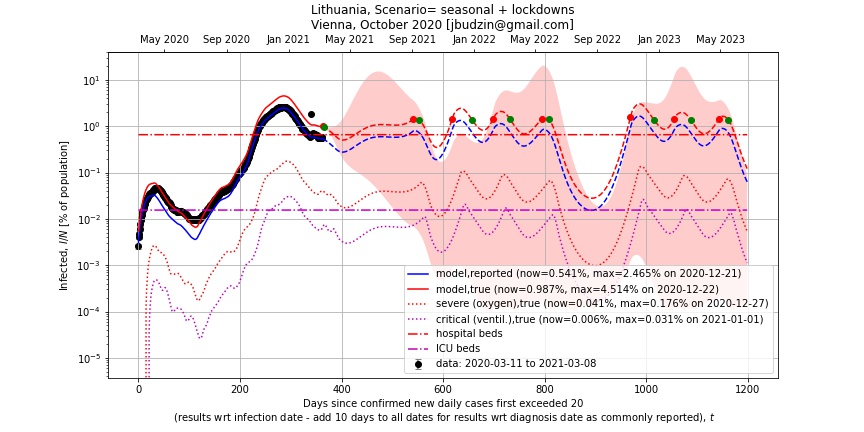 Lithuania, Scenario= seasonal + lockdowns
Vienna, October 2020 [jbudzin@gmail.com]
May 2020 Sep 2020 Jan 2021 May 2021 Sep 2021 Jan 2022 May 2022 Sep 2022 Jan 2023 May 2023
10¹
10⁰
10⁻¹
10⁻²
10⁻³
10⁻⁴
10⁻⁵
Infected, I/N [% of population]
model,reported (now=0.541%, max=2.465% on 2020-12-21)
model,true (now=0.987%, max=4.514% on 2020-12-22)
severe (oxygen),true (now=0.041%, max=0.176% on 2020-12-27)
critical (ventil.),true (now=0.006%, max=0.031% on 2021-01-01)
hospital beds
ICU beds
data: 2020-03-11 to 2021-03-08
0 200 400 600 800 1000 1200
Days since confirmed new daily cases first exceeded 20
(results wrt infection date - add 10 days to all dates for results wrt diagnosis date as commonly reported), t